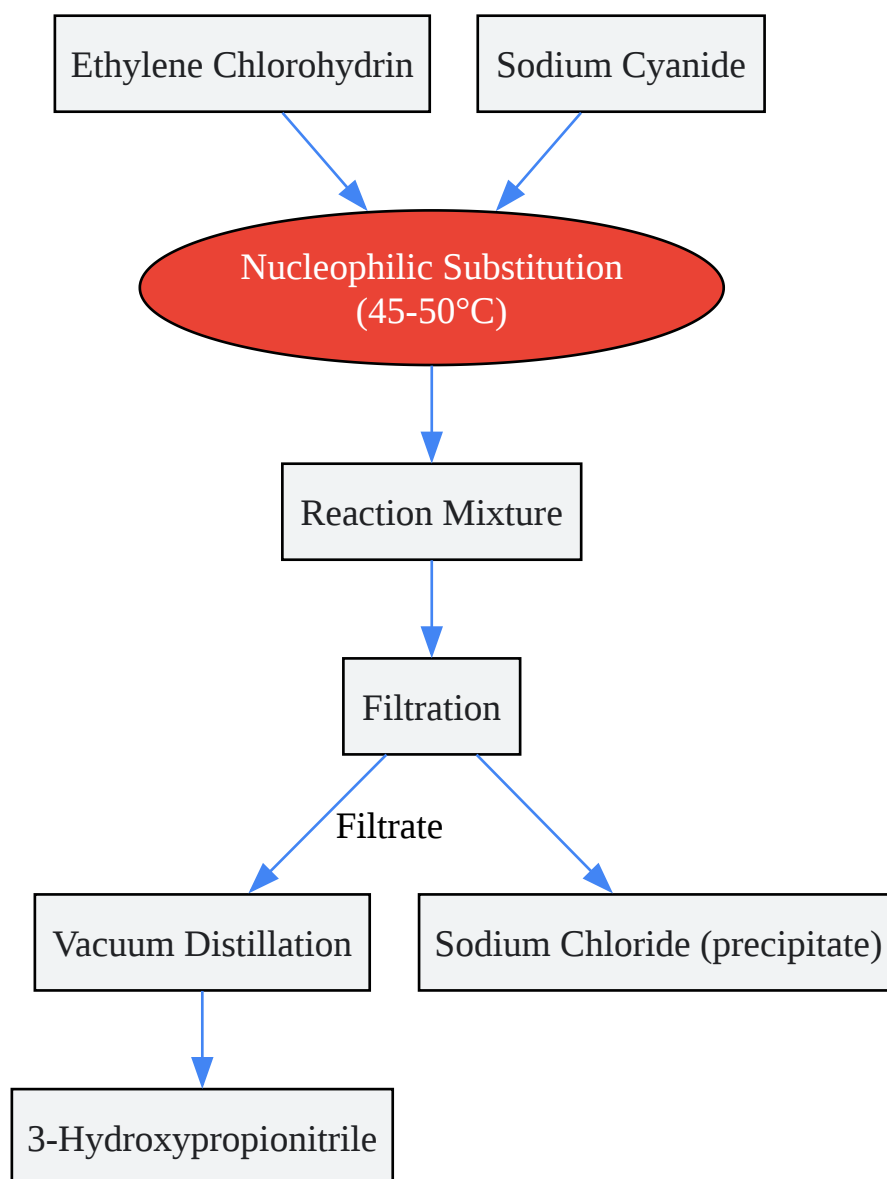 Ethylene Chlorohydrin
Sodium Cyanide
Nucleophilic Substitution
(45-50°C)
Reaction Mixture
Filtration
Filtrate
Vacuum Distillation
Sodium Chloride (precipitate)
3-Hydroxypropionitrile